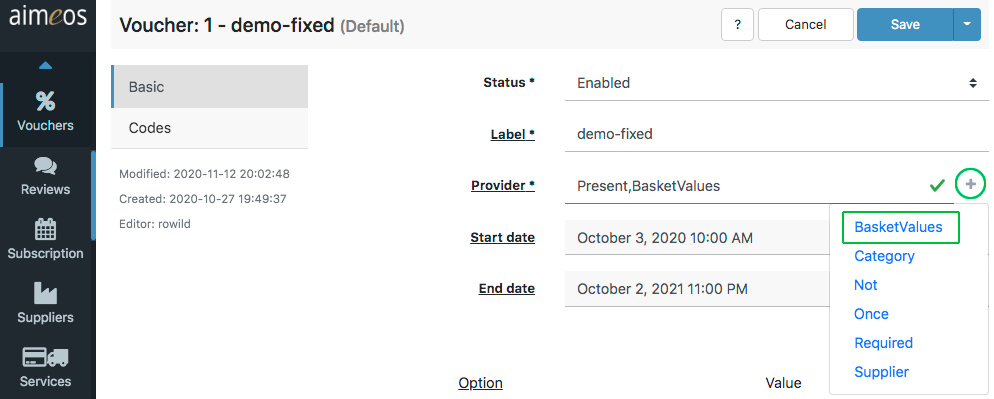 aimeos
Voucher: 1 - demo-fixed (Default)
?
Cancel
Save
Vouchers
Reviews
Subscription
Suppliers
Services
Basic
Codes
Modified: 2020-11-12 20:02:48
Created: 2020-10-27 19:49:37
Editor: rowild
Status * Enabled
Label * demo-fixed
Provider * Present,BasketValues
Start date October 3, 2020 10:00 AM
End date October 2, 2021 11:00 PM
BasketValues
Category
Not
Once
Required
Supplier
Option Value